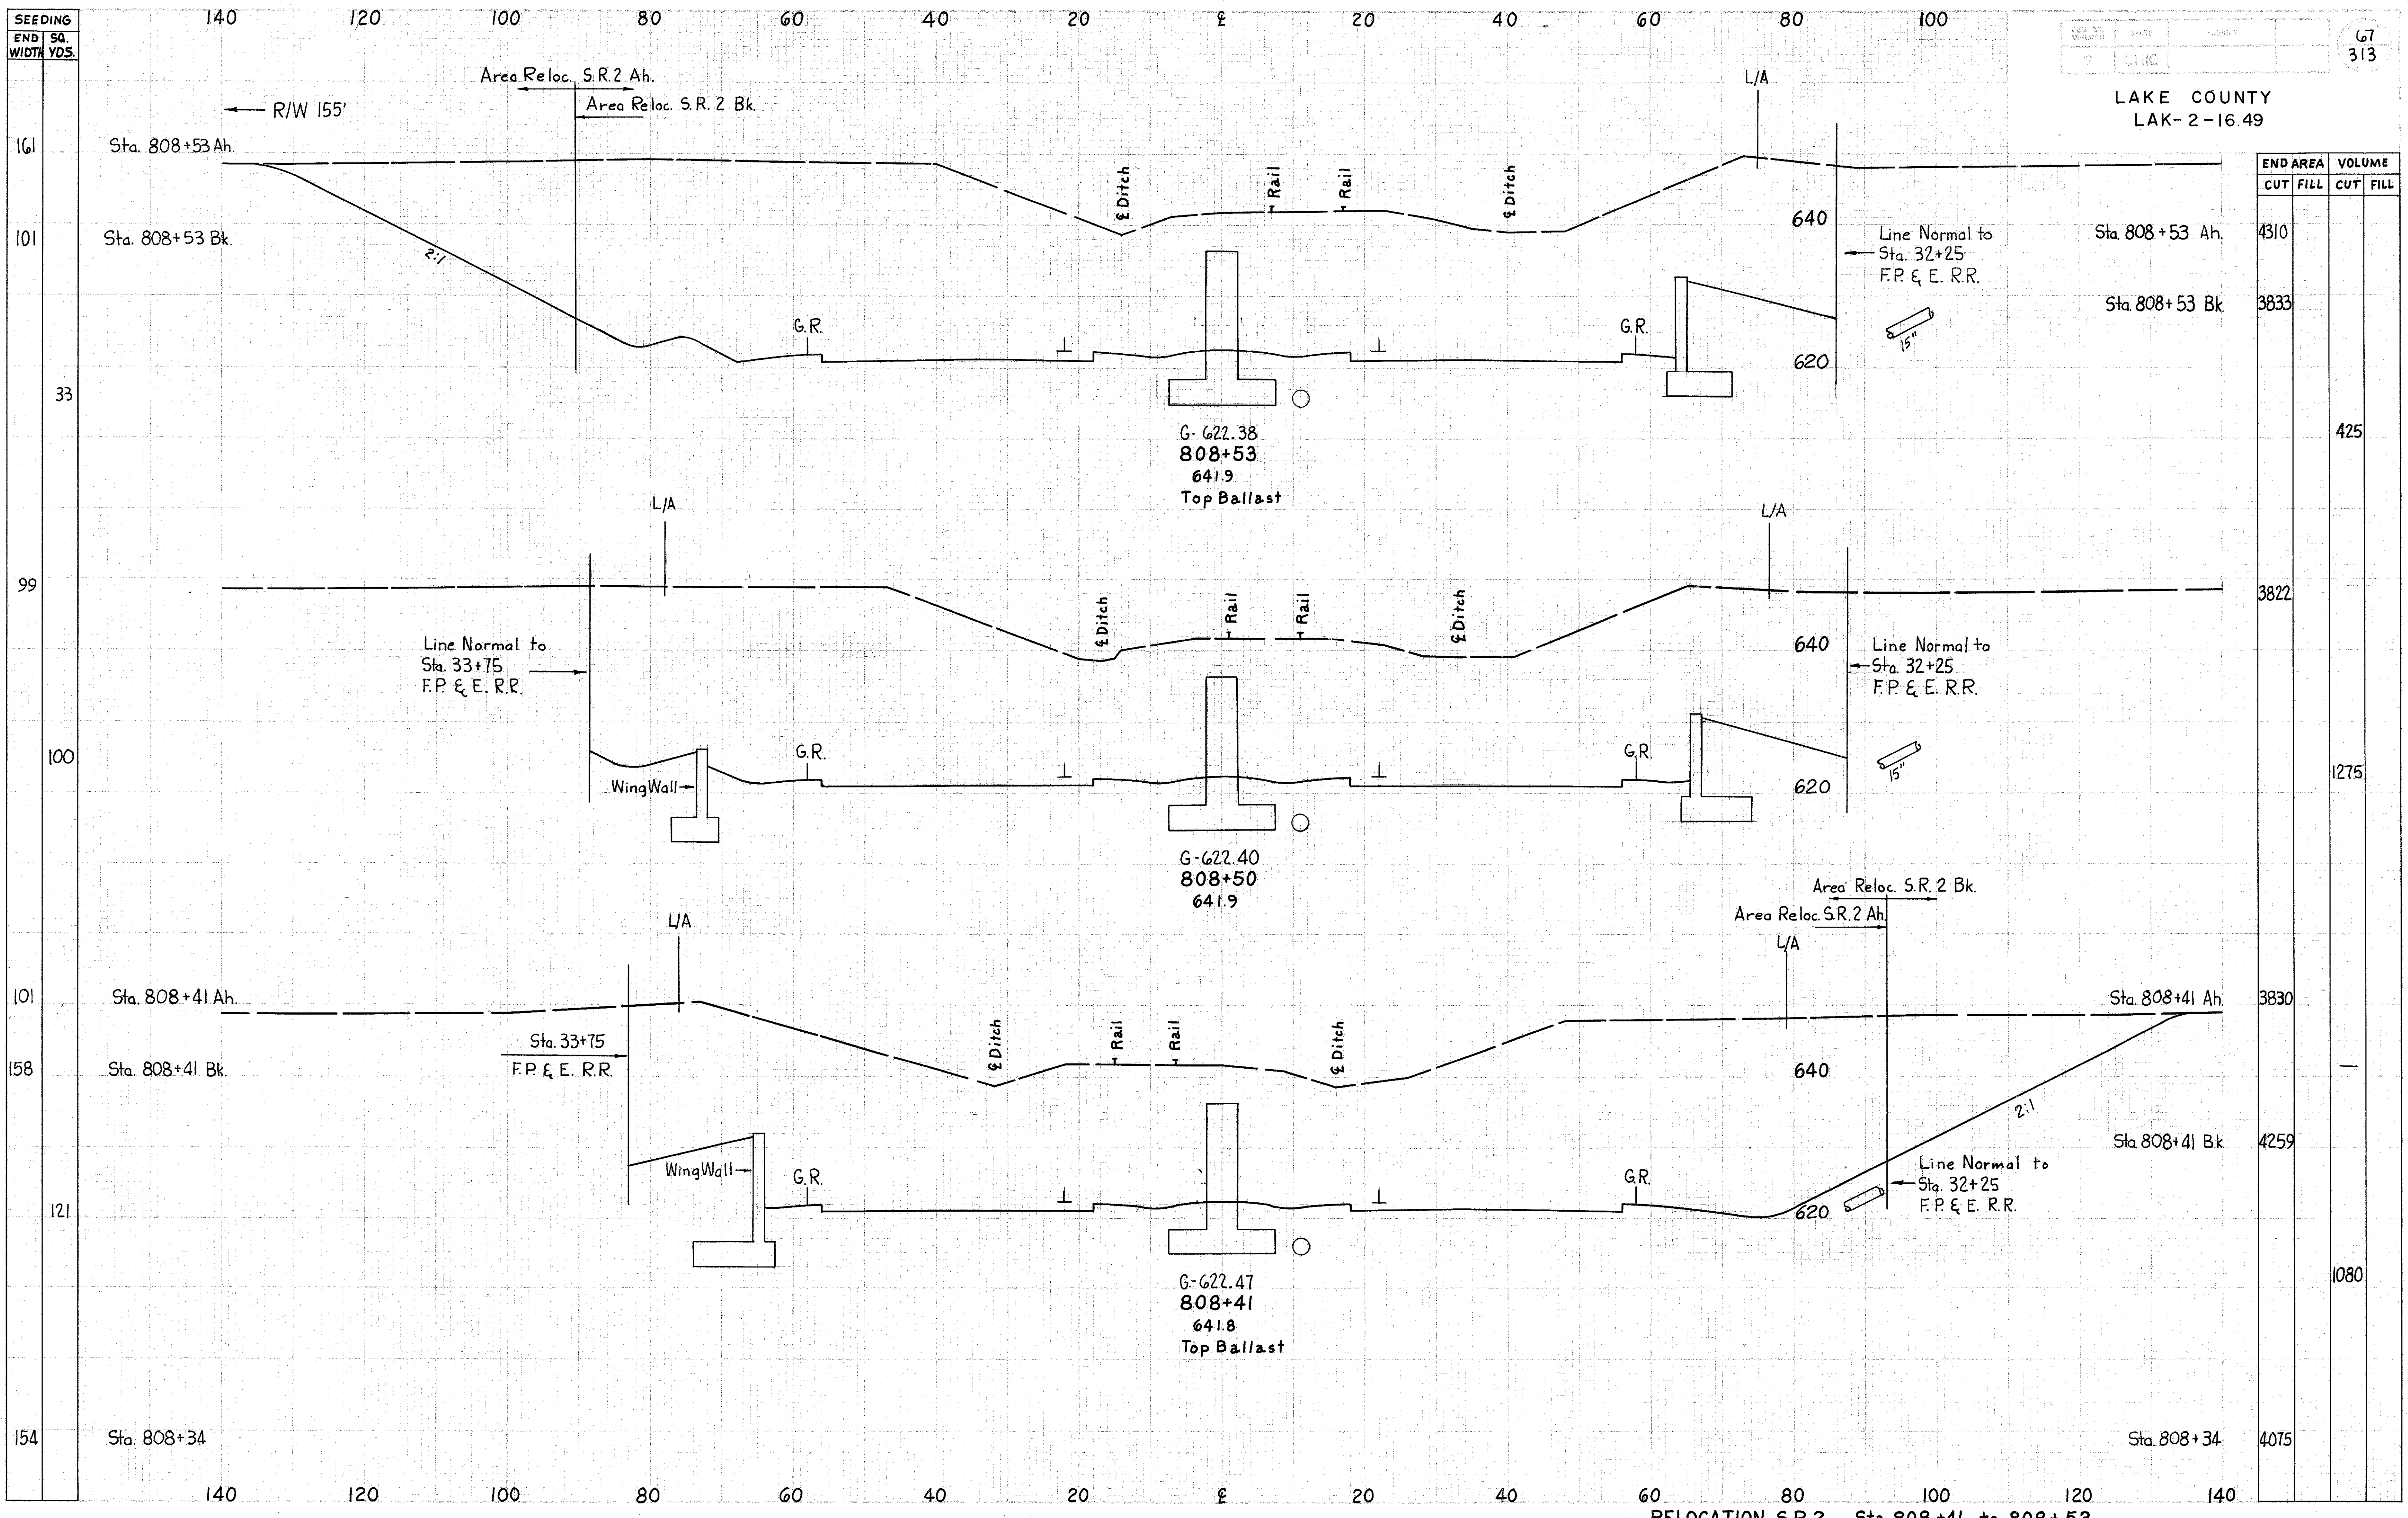 SEEDING
END WIDTH SQ. YDS.
140 120 100 80 60 40 20 ℄ 20 40 60 80 100
OHIO
67
313
LAKE COUNTY
LAK-2-16.49
END AREA VOLUME
CUT FILL CUT FILL
Area Reloc. S.R.2 Ah.
Area Reloc. S.R. 2 Bk.
R/W 155'
L/A
161 Sta. 808+53 Ah.
℄ Ditch
Rail
Rail
℄ Ditch
640
101 Sta. 808+53 Bk.
2:1
Line Normal to
Sta. 32+25
F.P. & E. R.R.
Sta. 808+53 Ah. 4310
Sta. 808+53 Bk. 3833
15"
G.R.
G.R.
620
33
G-622.38
808+53
641.9
Top Ballast
425
L/A
L/A
99
3822
℄ Ditch
Rail
Rail
℄ Ditch
640
Line Normal to
Sta. 33+75
F.P. & E. R.R.
Line Normal to
Sta. 32+25
F.P. & E. R.R.
100
G.R.
G.R.
15"
Wing Wall
620
1275
G-622.40
808+50
641.9
Area Reloc. S.R. 2 Bk.
Area Reloc. S.R.2 Ah.
L/A
L/A
101 Sta. 808+41 Ah.
Sta. 808+41 Ah. 3830
℄ Ditch
Rail
Rail
℄ Ditch
Sta. 33+75
F.P. & E. R.R.
158 Sta. 808+41 Bk.
640
—
2:1
Sta. 808+41 Bk. 4259
Wing Wall
G.R.
G.R.
Line Normal to
Sta. 32+25
F.P. & E. R.R.
121
620
G-622.47
808+41
641.8
Top Ballast
1080
154 Sta. 808+34
Sta. 808+34 4075
140 120 100 80 60 40 20 ℄ 20 40 60 80 100 120 140
RELOCATION S.R.2 Sta. 808+41 to 808+53